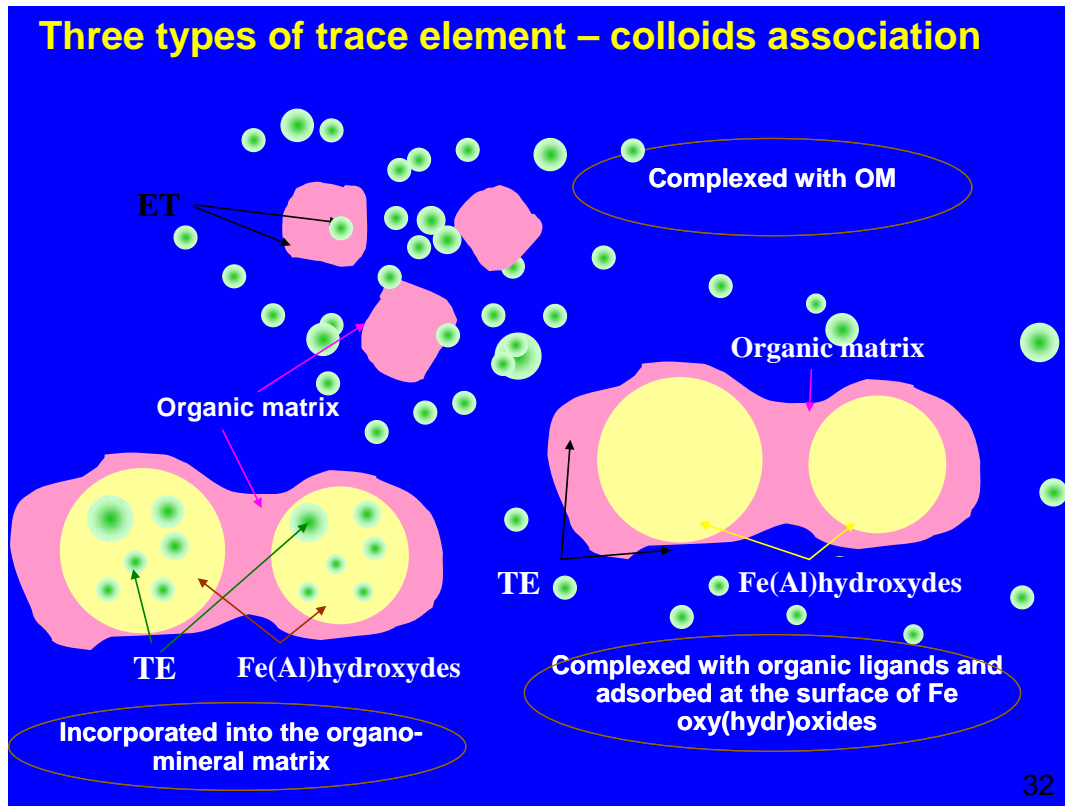 Three types of trace element – colloids association
Complexed with OM
ET
Organic matrix
Organic matrix
TE
Fe(Al)hydroxydes
TE
Fe(Al)hydroxydes
Complexed with organic ligands and
adsorbed at the surface of Fe
oxy(hydr)oxides
Incorporated into the organo-
mineral matrix
32